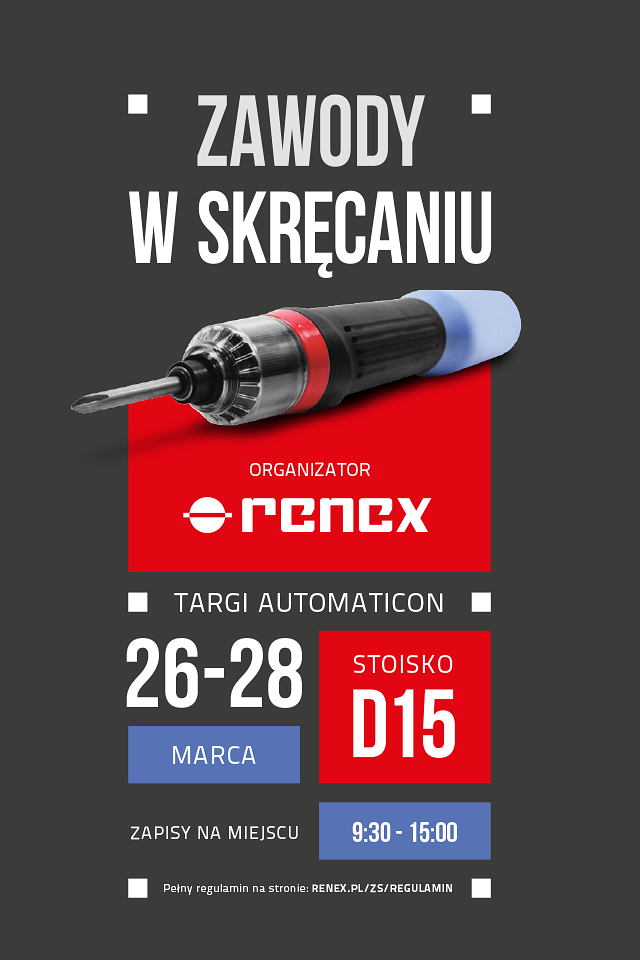 ZAWODY
W SKRĘCANIU
ORGANIZATOR
renex
TARGI AUTOMATICON
26-28
MARCA
STOISKO
D15
ZAPISY NA MIEJSCU
9:30 - 15:00
Pełny regulamin na stronie: RENEX.PL/ZS/REGULAMIN